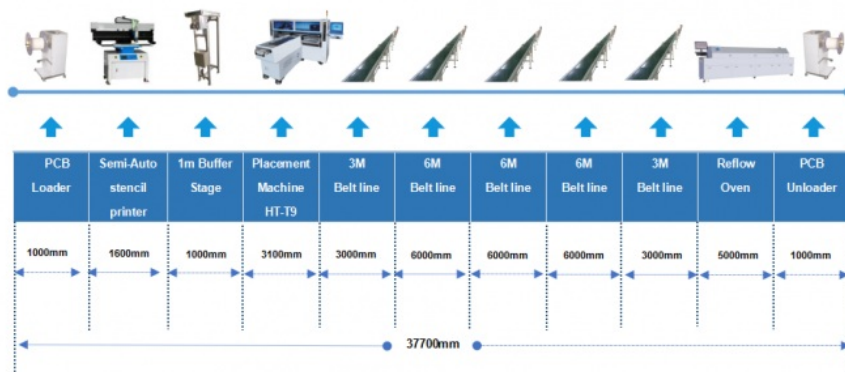 PCB
Loader
Semi-Auto
stencil
printer
1m Buffer
Stage
Placement
Machine
HT-T9
3M
Belt line
6M
Belt line
6M
Belt line
6M
Belt line
3M
Belt line
Reflow
Oven
PCB
Unloader
1000mm
1600mm
1000mm
3100mm
3000mm
6000mm
6000mm
6000mm
3000mm
5000mm
1000mm
37700mm